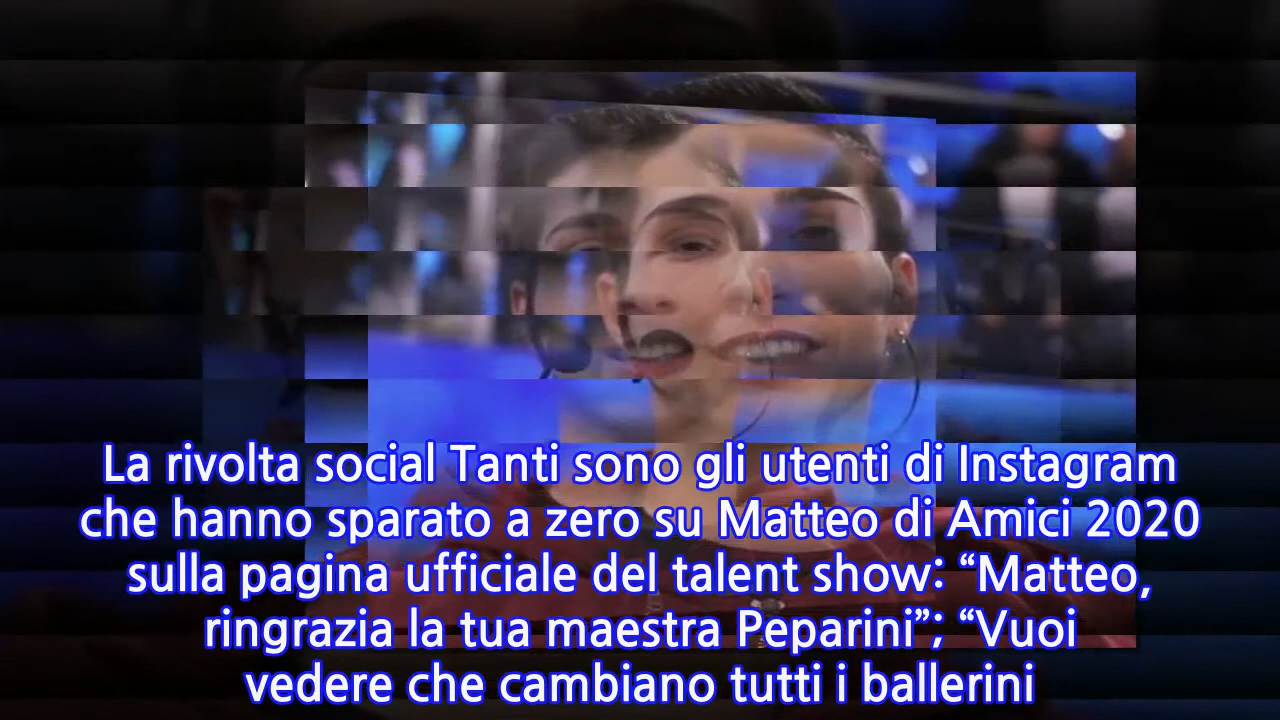 La rivolta social Tanti sono gli utenti di Instagram
che hanno sparato a zero su Matteo di Amici 2020
sulla pagina ufficiale del talent show: “Matteo,
ringrazia la tua maestra Peparini”; “Vuoi
vedere che cambiano tutti i ballerini